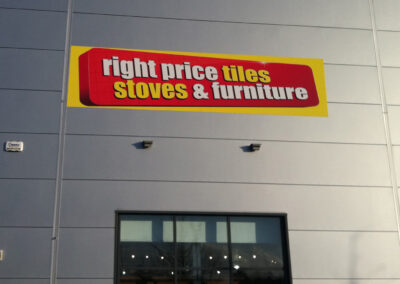 right price tiles
stoves & furniture